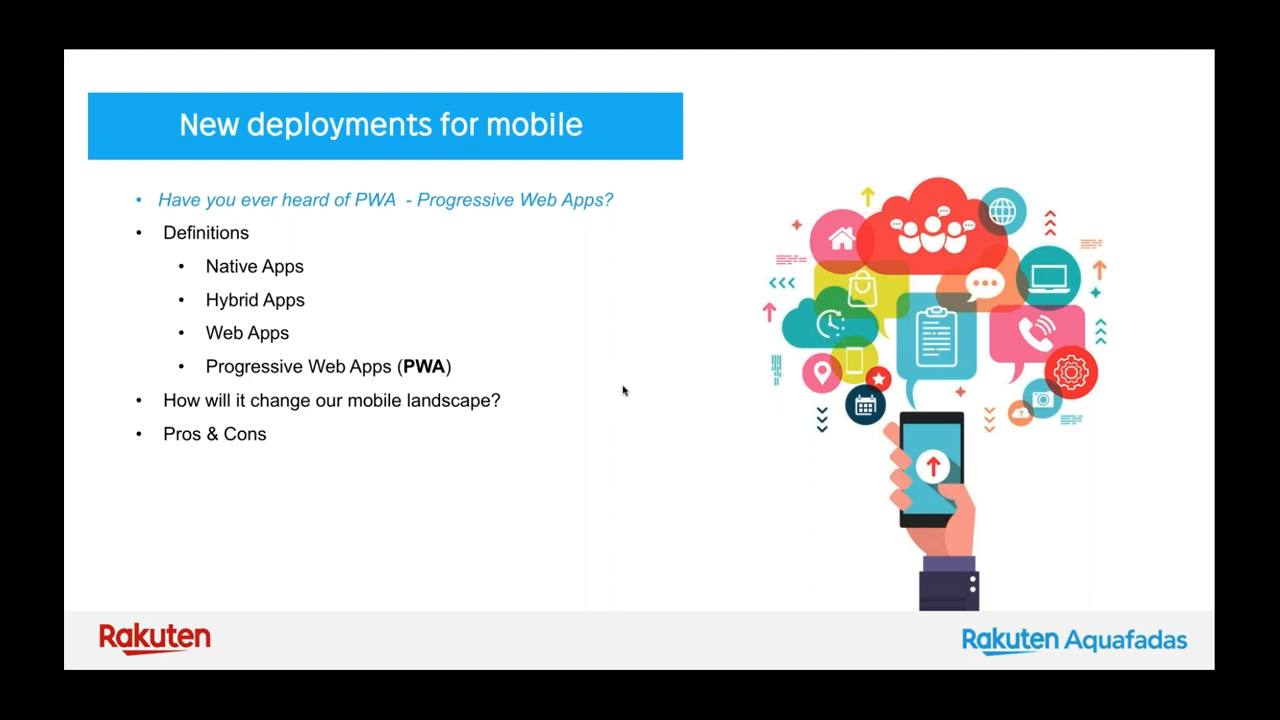 New deployments for mobile
• Have you ever heard of PWA - Progressive Web Apps?
• Definitions
• Native Apps
• Hybrid Apps
• Web Apps
• Progressive Web Apps (PWA)
• How will it change our mobile landscape?
• Pros & Cons
Rakuten
Rakuten Aquafadas